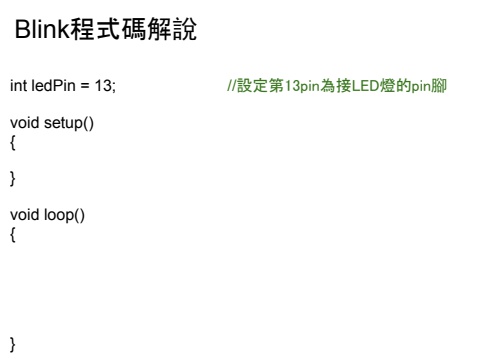 Blink程式碼解說
int ledPin = 13; //設定第13pin為接LED燈的pin腳
void setup()
{
}
void loop()
{
}